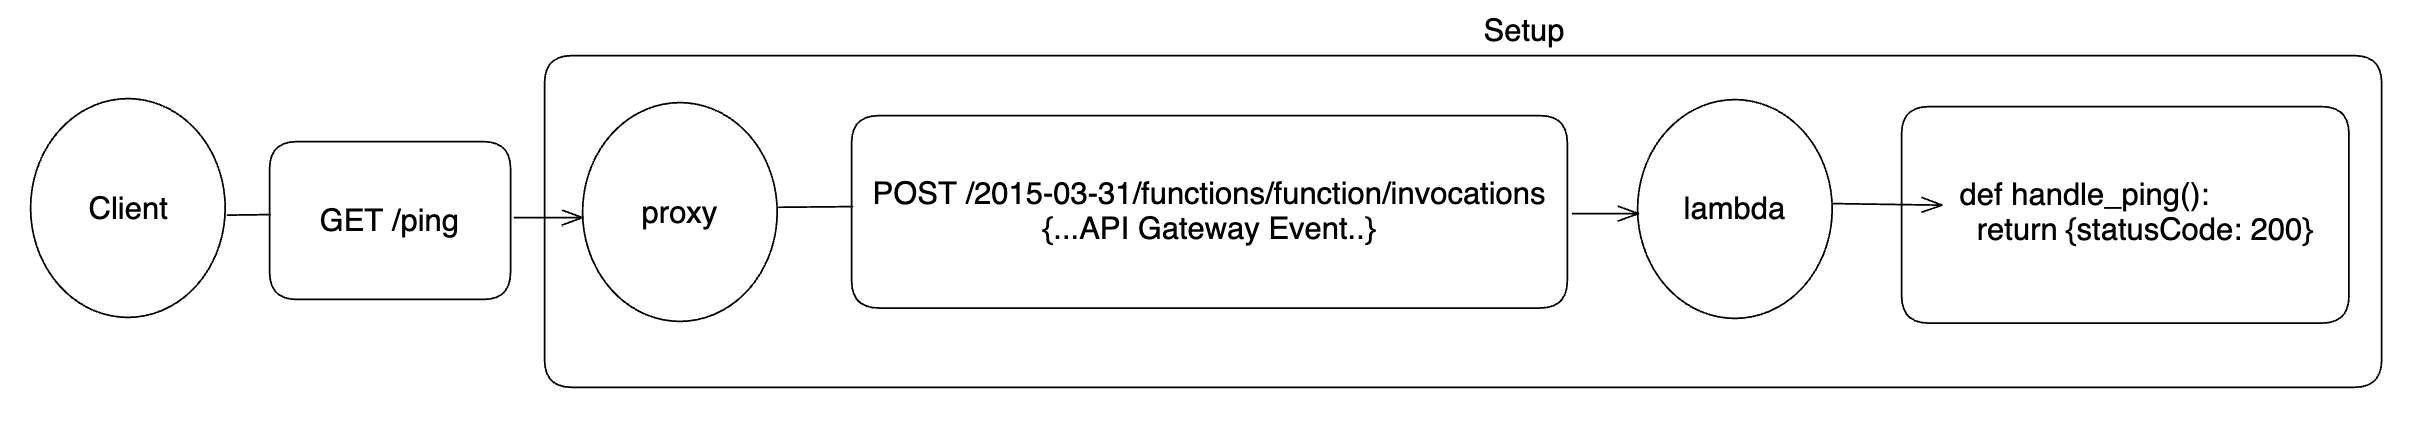 Setup
Client
GET /ping
proxy
POST /2015-03-31/functions/function/invocations
{...API Gateway Event..}
lambda
def handle_ping():
return {statusCode: 200}